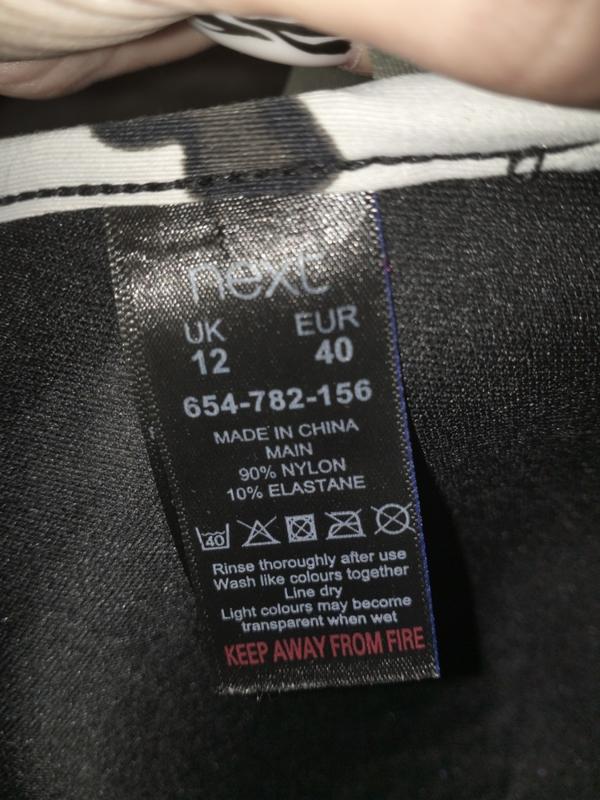 next
UK EUR
12 40
654-782-156
MADE IN CHINA
MAIN
90% NYLON
10% ELASTANE
40
Rinse thoroughly after use
Wash like colours together
Line dry
Light colours may become
transparent when wet
KEEP AWAY FROM FIRE